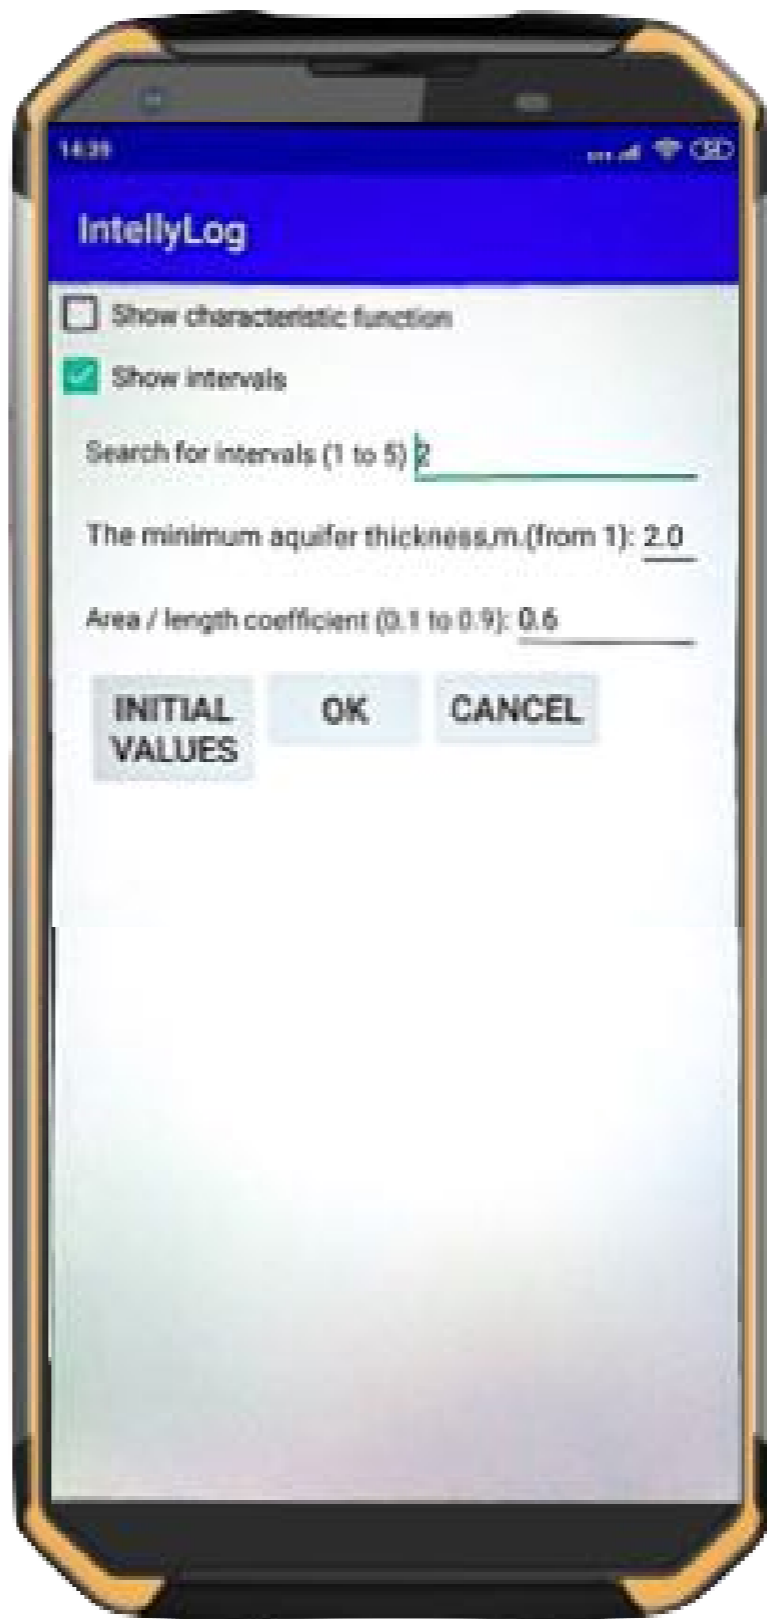 14:39
IntellyLog
Show characteristic function
Show intervals
Search for intervals (1 to 5) 2
The minimum aquifer thickness,m.(from 1): 2.0
Area / length coefficient (0.1 to 0.9): 0.6
INITIAL VALUES
OK
CANCEL